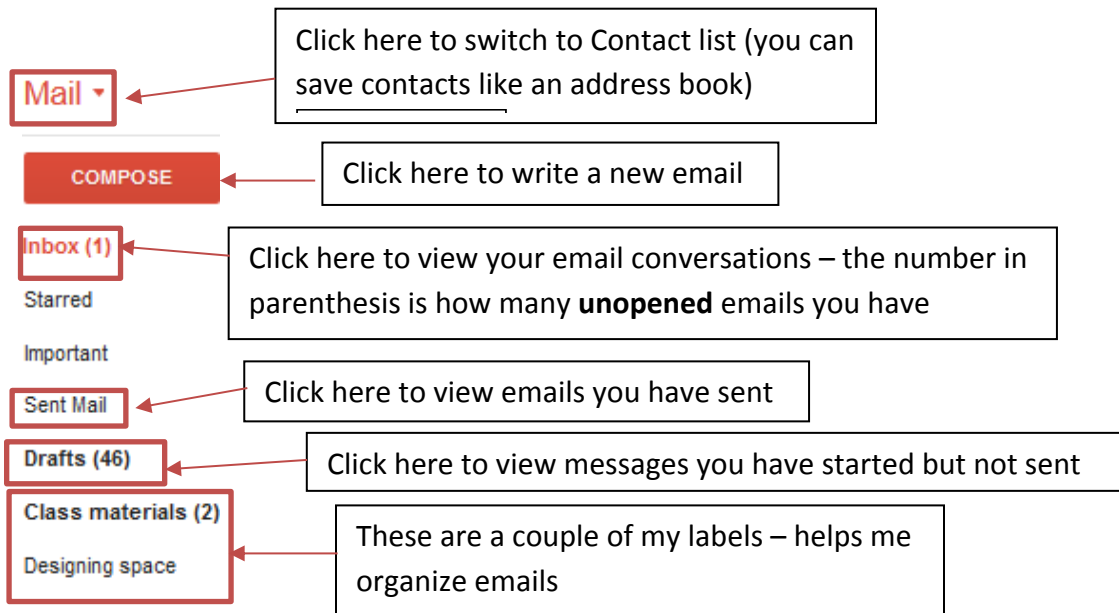 Click here to switch to Contact list (you can
save contacts like an address book)
Mail
COMPOSE
Click here to write a new email
Inbox (1)
Click here to view your email conversations – the number in
parenthesis is how many unopened emails you have
Starred
Important
Sent Mail
Click here to view emails you have sent
Drafts (46)
Click here to view messages you have started but not sent
Class materials (2)
Designing space
These are a couple of my labels – helps me
organize emails